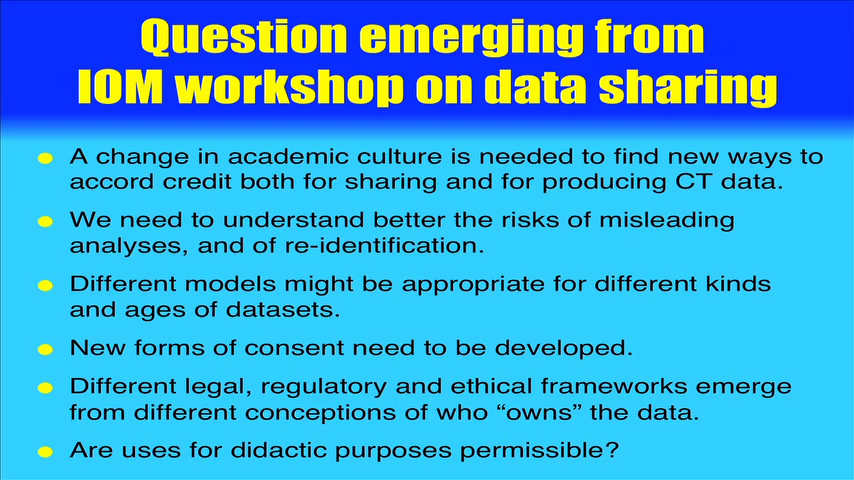 Question emerging from
IOM workshop on data sharing
A change in academic culture is needed to find new ways to
accord credit both for sharing and for producing CT data.
We need to understand better the risks of misleading
analyses, and of re-identification.
Different models might be appropriate for different kinds
and ages of datasets.
New forms of consent need to be developed.
Different legal, regulatory and ethical frameworks emerge
from different conceptions of who “owns” the data.
Are uses for didactic purposes permissible?